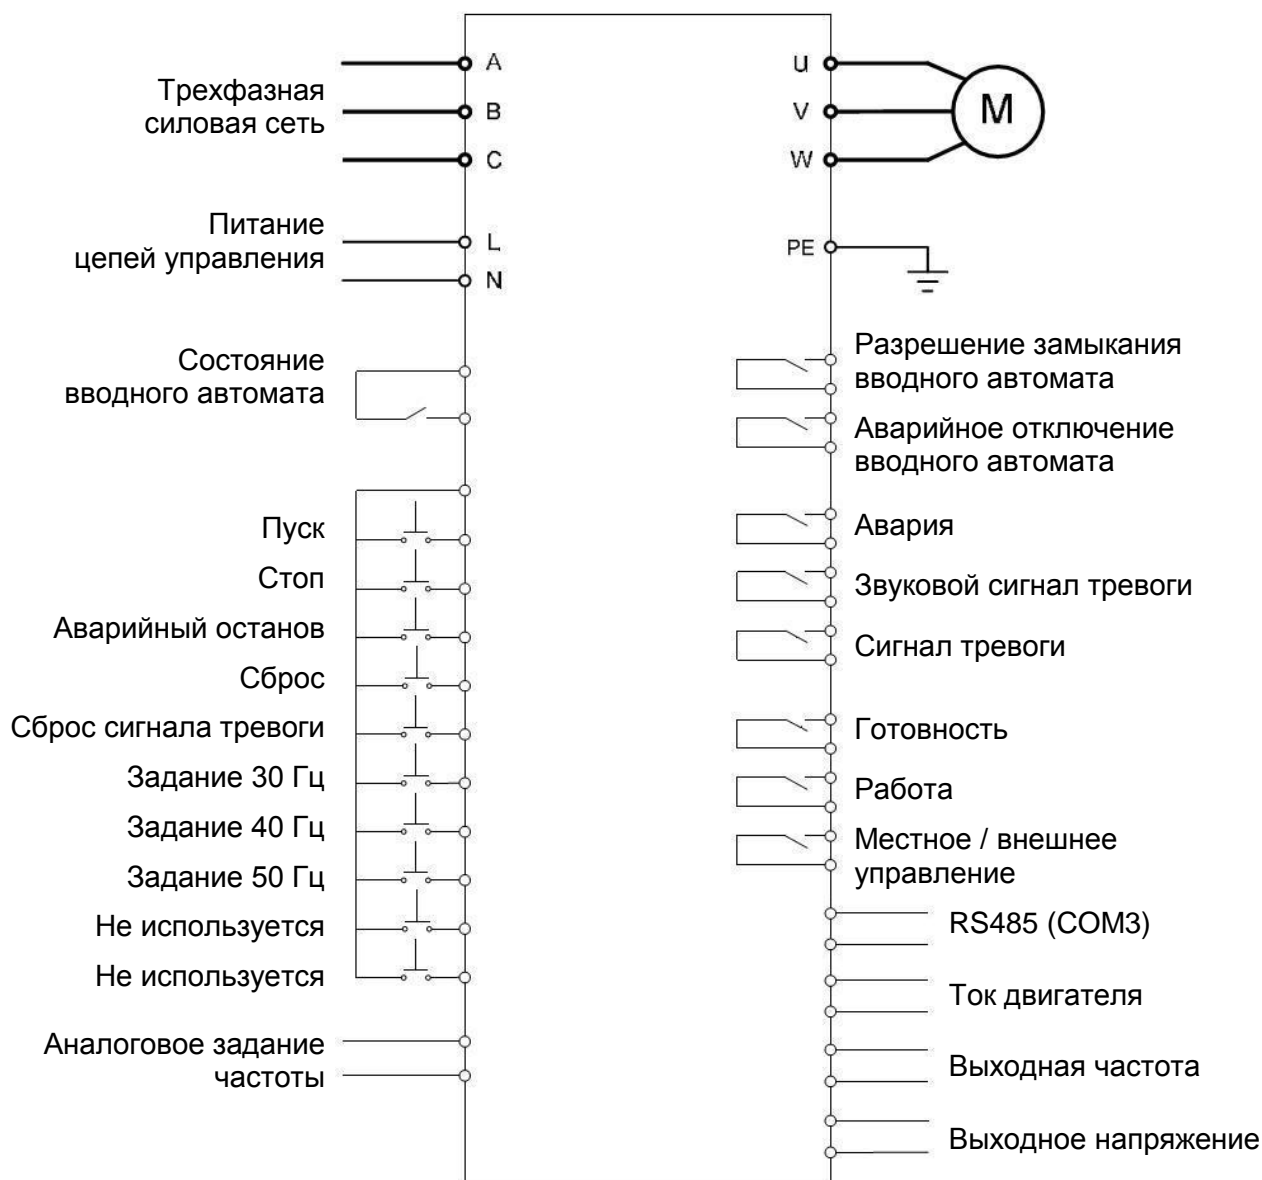 Трехфазная
силовая сеть
A
B
C
Питание
цепей управления
L
N
Состояние
вводного автомата
Пуск
Стоп
Аварийный останов
Сброс
Сброс сигнала тревоги
Задание 30 Гц
Задание 40 Гц
Задание 50 Гц
Не используется
Не используется
Аналоговое задание
частоты
U
V
W
M
PE
Разрешение замыкания
вводного автомата
Аварийное отключение
вводного автомата
Авария
Звуковой сигнал тревоги
Сигнал тревоги
Готовность
Работа
Местное / внешнее
управление
RS485 (COM3)
Ток двигателя
Выходная частота
Выходное напряжение